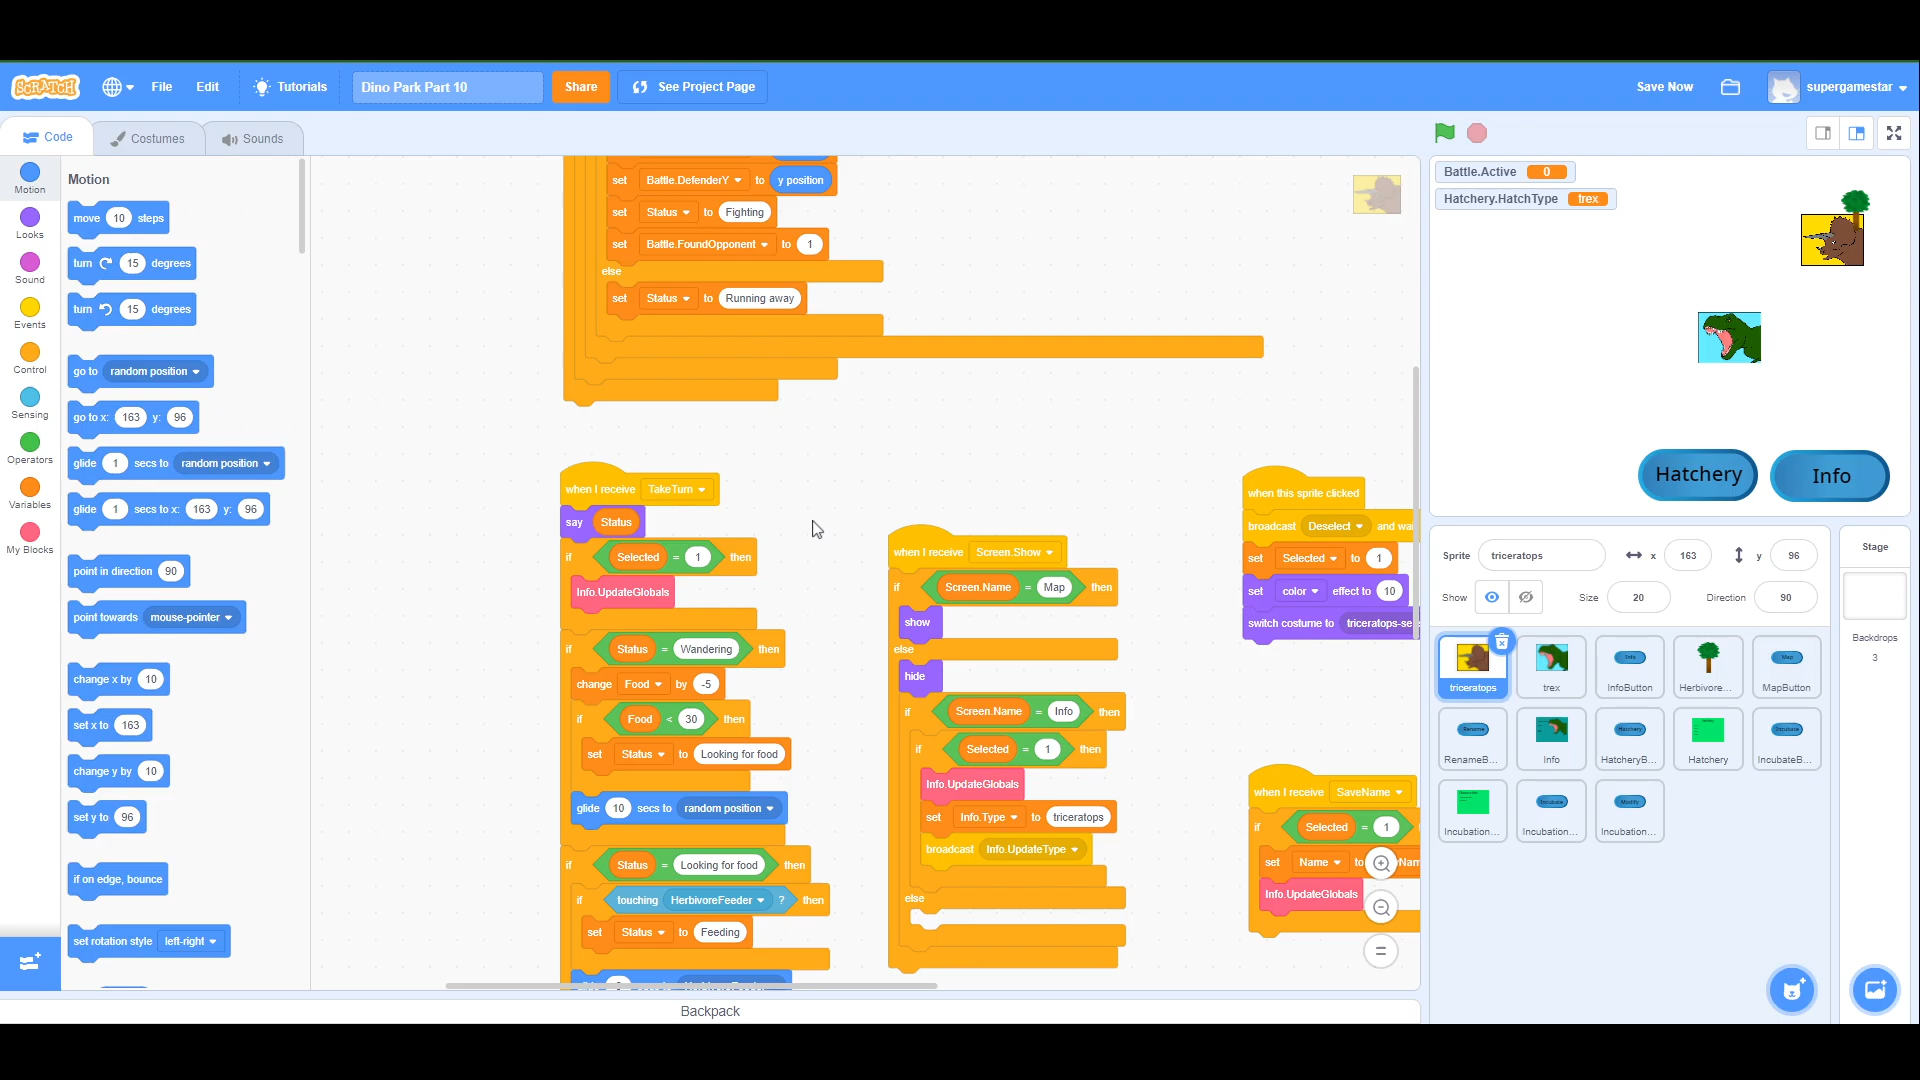 SCRATCH File Edit Tutorials Dino Park Part 10 Share See Project Page Save Now supergamestar
Code Costumes Sounds
Motion
Looks
Sound
Events
Control
Sensing
Operators
Variables
My Blocks
Motion
move 10 steps
turn 15 degrees
turn 15 degrees
go to random position
go to x: 163 y: 96
glide 1 secs to random position
glide 1 secs to x: 163 y: 96
point in direction 90
point towards mouse-pointer
change x by 10
set x to 163
change y by 10
set y to 96
if on edge, bounce
set rotation style left-right
set Battle.DefenderY to y position
set Status to Fighting
set Battle.FoundOpponent to 1
else
set Status to Running away
when I receive TakeTurn
say Status
if Selected = 1 then
Info.UpdateGlobals
if Status = Wandering then
change Food by -5
if Food < 30 then
set Status to Looking for food
glide 10 secs to random position
if Status = Looking for food then
if touching HerbivoreFeeder ? then
set Status to Feeding
when I receive Screen.Show
if Screen.Name = Map then
show
else
hide
if Screen.Name = Info then
if Selected = 1 then
Info.UpdateGlobals
set Info.Type to triceratops
broadcast Info.UpdateType
else
when this sprite clicked
broadcast Deselect and wa
set Selected to 1
set color effect to 10
switch costume to triceratops-se
when I receive SaveName
if Selected = 1
set Name to
Info.UpdateGlobals
Backpack
Battle.Active 0
Hatchery.HatchType trex
Hatchery Info
Sprite triceratops x 163 y 96
Show Size 20 Direction 90
triceratops trex InfoButton Herbivore... MapButton
RenameB... Info HatcheryB... Hatchery IncubateB...
Incubation... Incubation... Incubation...
Stage
Backdrops
3